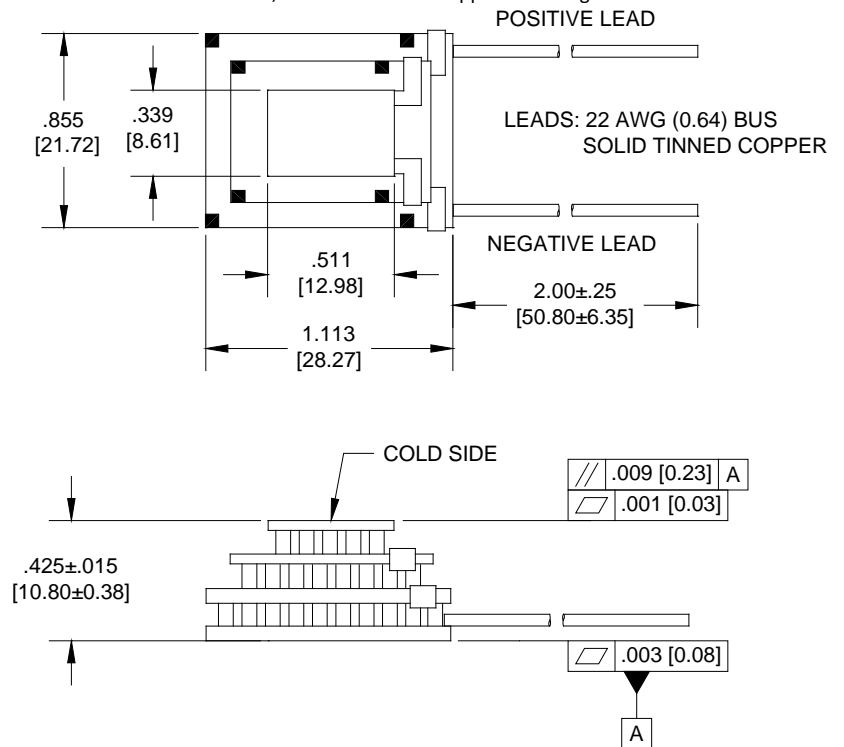 POSITIVE LEAD
.855
[21.72]
.339
[8.61]
LEADS: 22 AWG (0.64) BUS
SOLID TINNED COPPER
NEGATIVE LEAD
.511
[12.98]
2.00±.25
[50.80±6.35]
1.113
[28.27]
COLD SIDE
// .009 [0.23] A
.001 [0.03]
.425±.015
[10.80±0.38]
.003 [0.08]
A